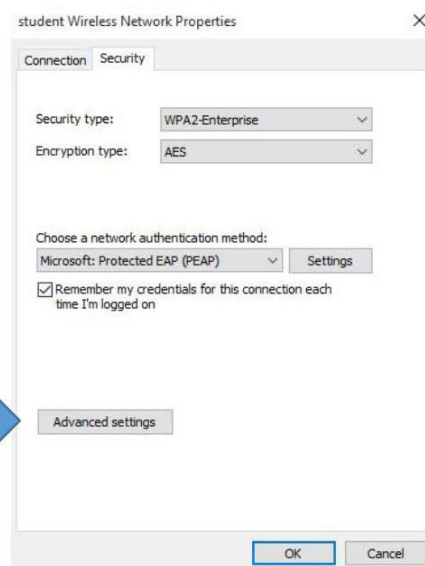 student Wireless Network Properties
Connection Security
Security type: WPA2-Enterprise
Encryption type: AES
Choose a network authentication method:
Microsoft: Protected EAP (PEAP) Settings
Remember my credentials for this connection each
time I'm logged on
Advanced settings
OK Cancel